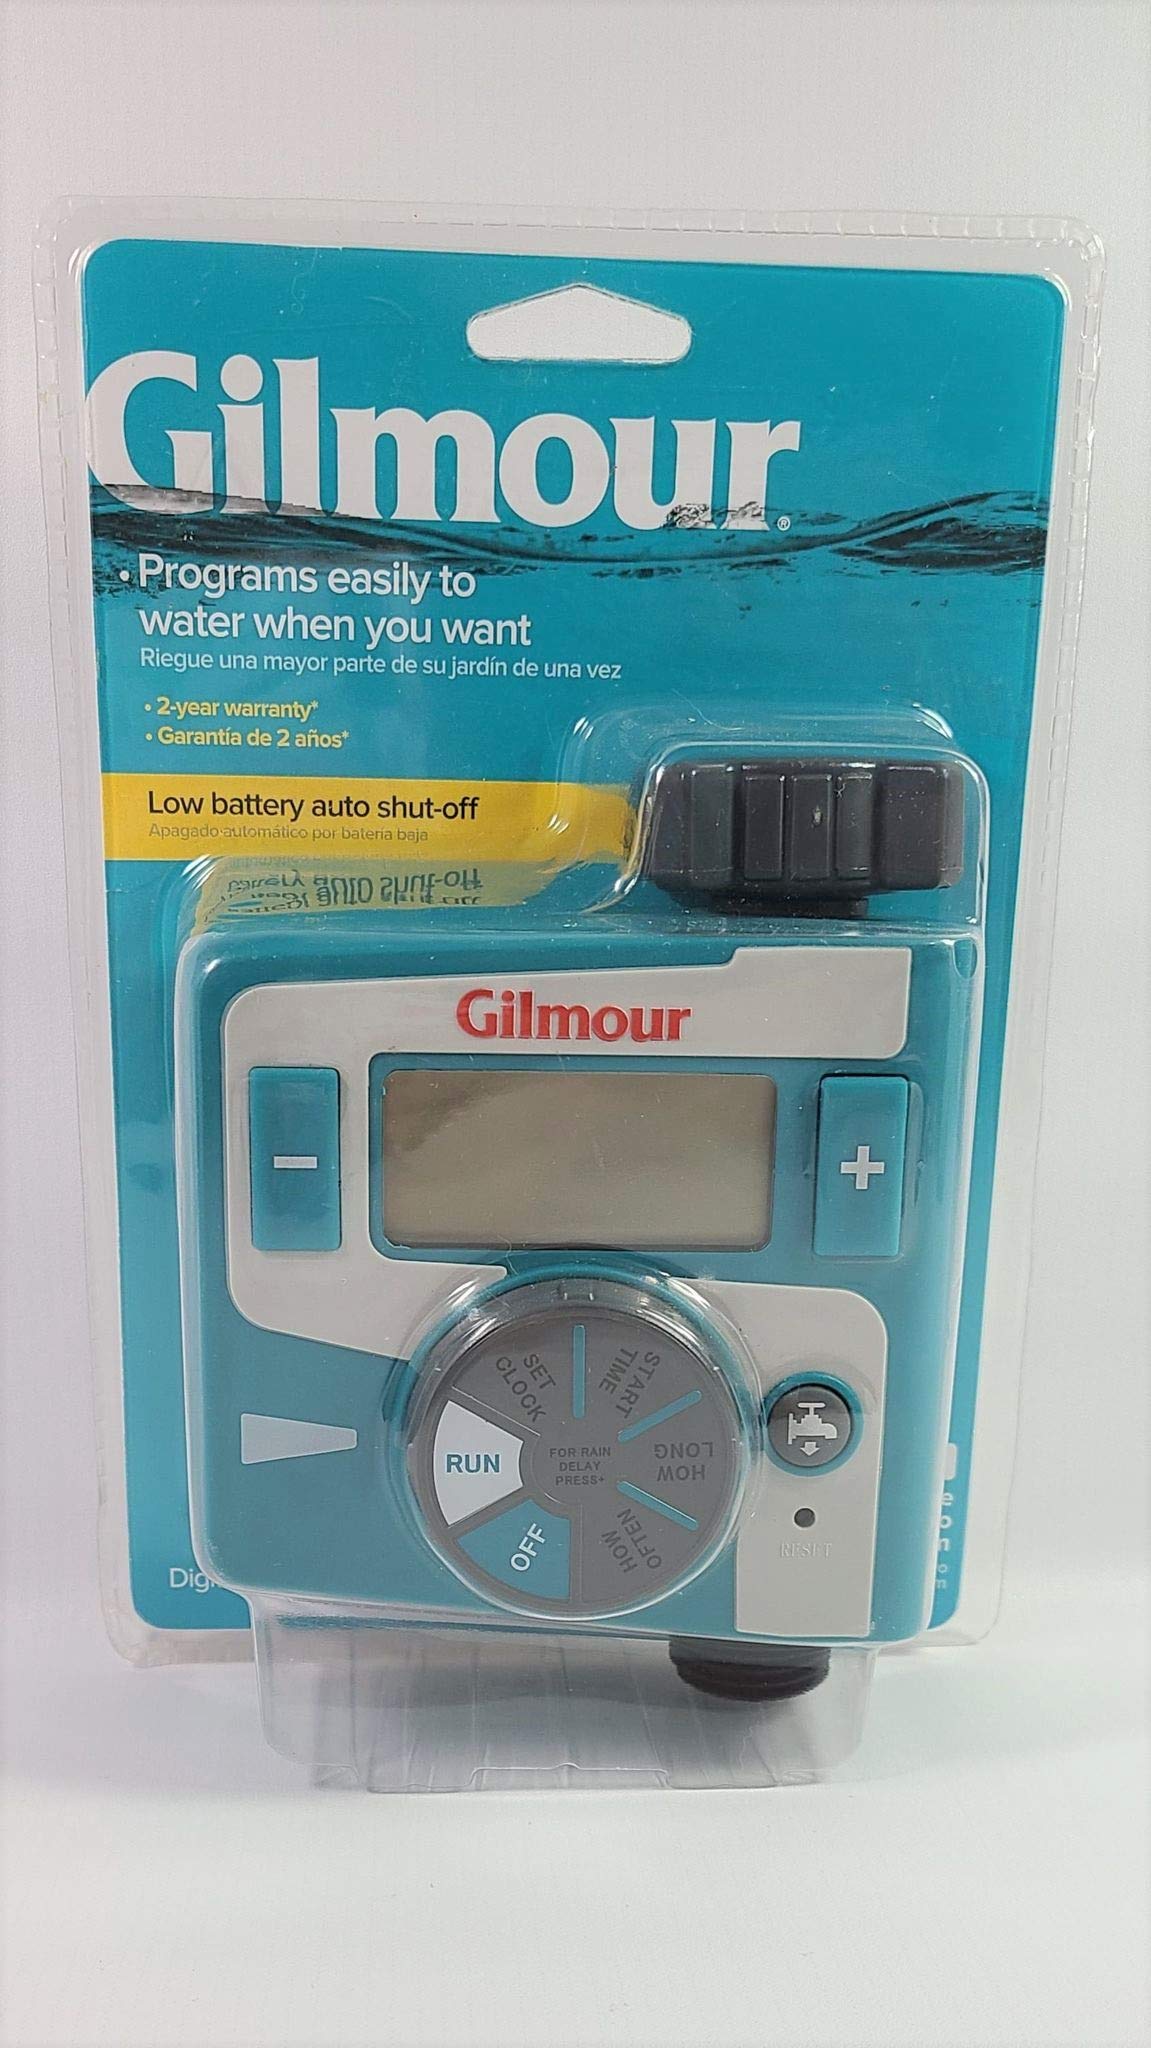 Gilmour®
• Programs easily to
water when you want
Riegue una mayor parte de su jardín de una vez
• 2-year warranty*
• Garantía de 2 años*
Low battery auto shut-off
Apagado automático por batería baja
Gilmour
−
+
SET
CLOCK
START
TIME
HOW
LONG
HOW
OFTEN
OFF
RUN
FOR RAIN
DELAY
PRESS+
RESET